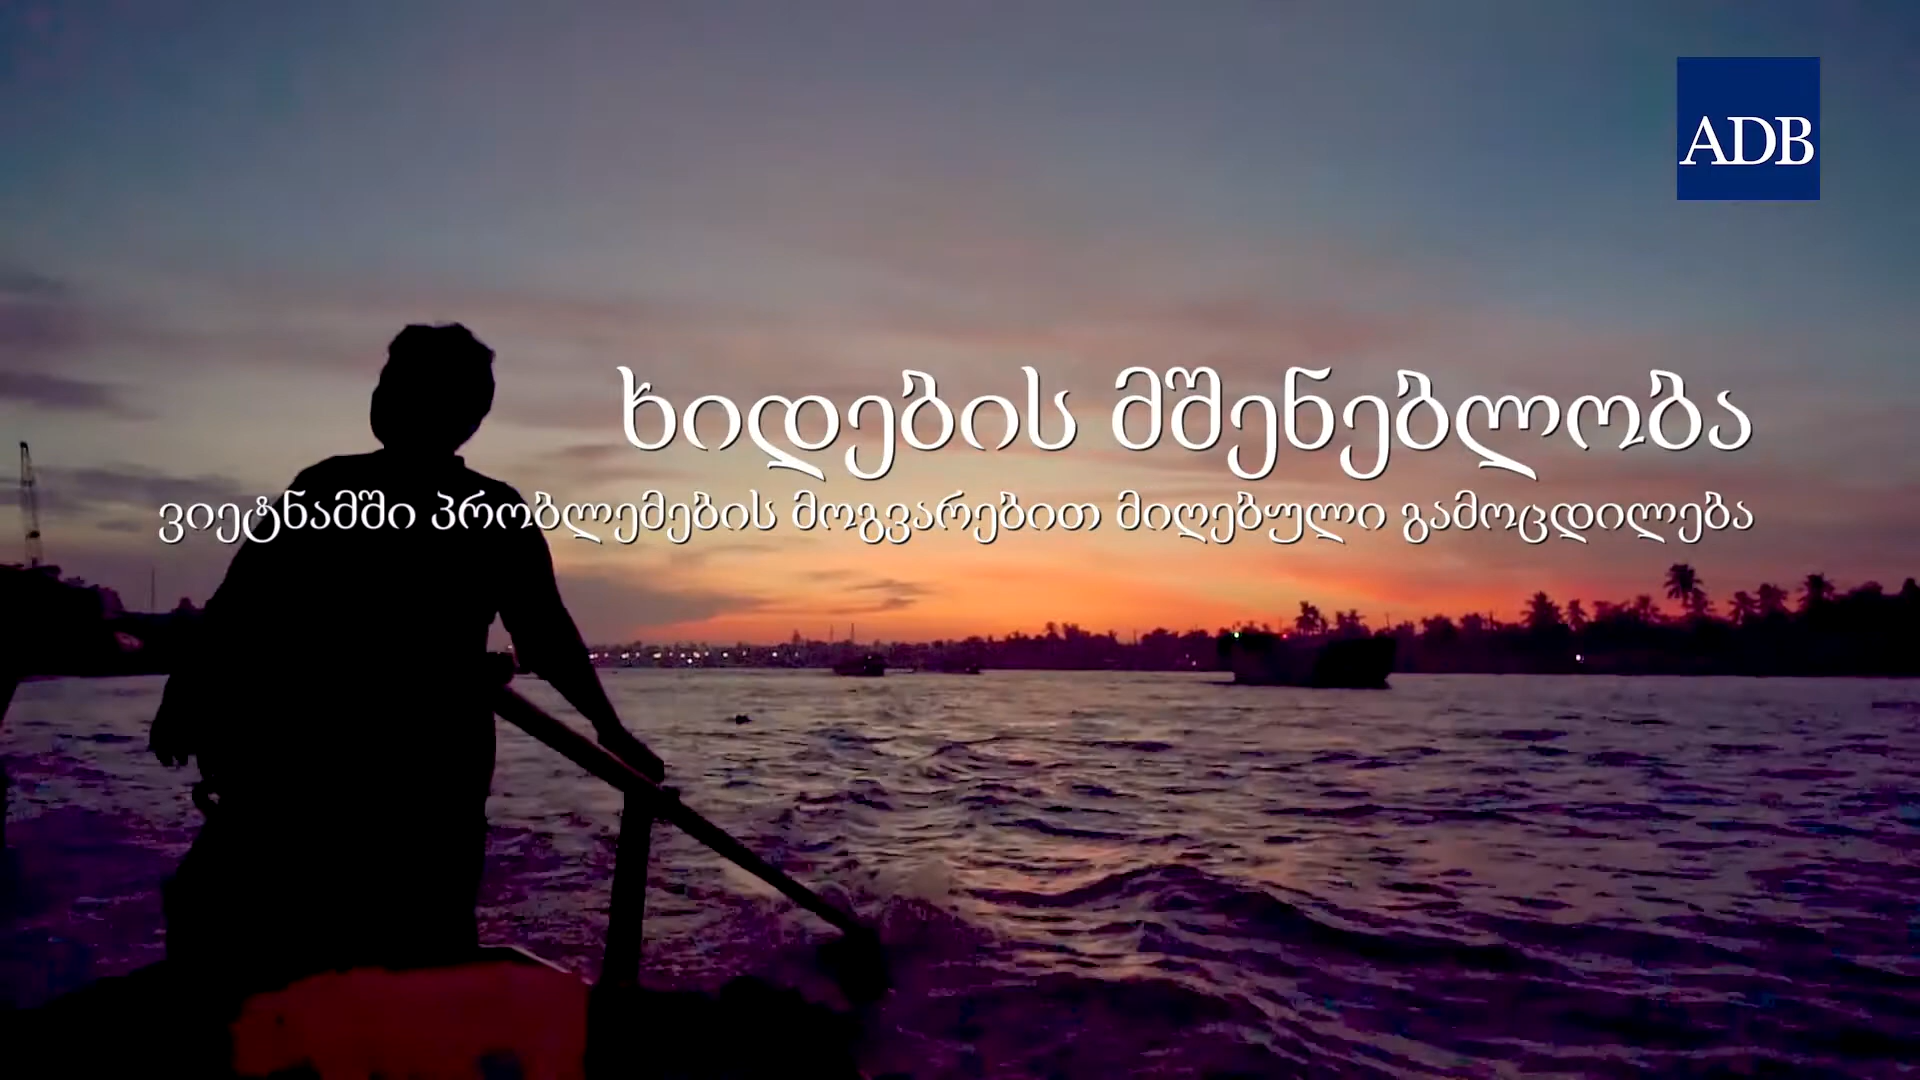 ADB
ხიდების მშენებლობა
ვიეტნამში პრობლემების მოგვარებით მიღებული გამოცდილება